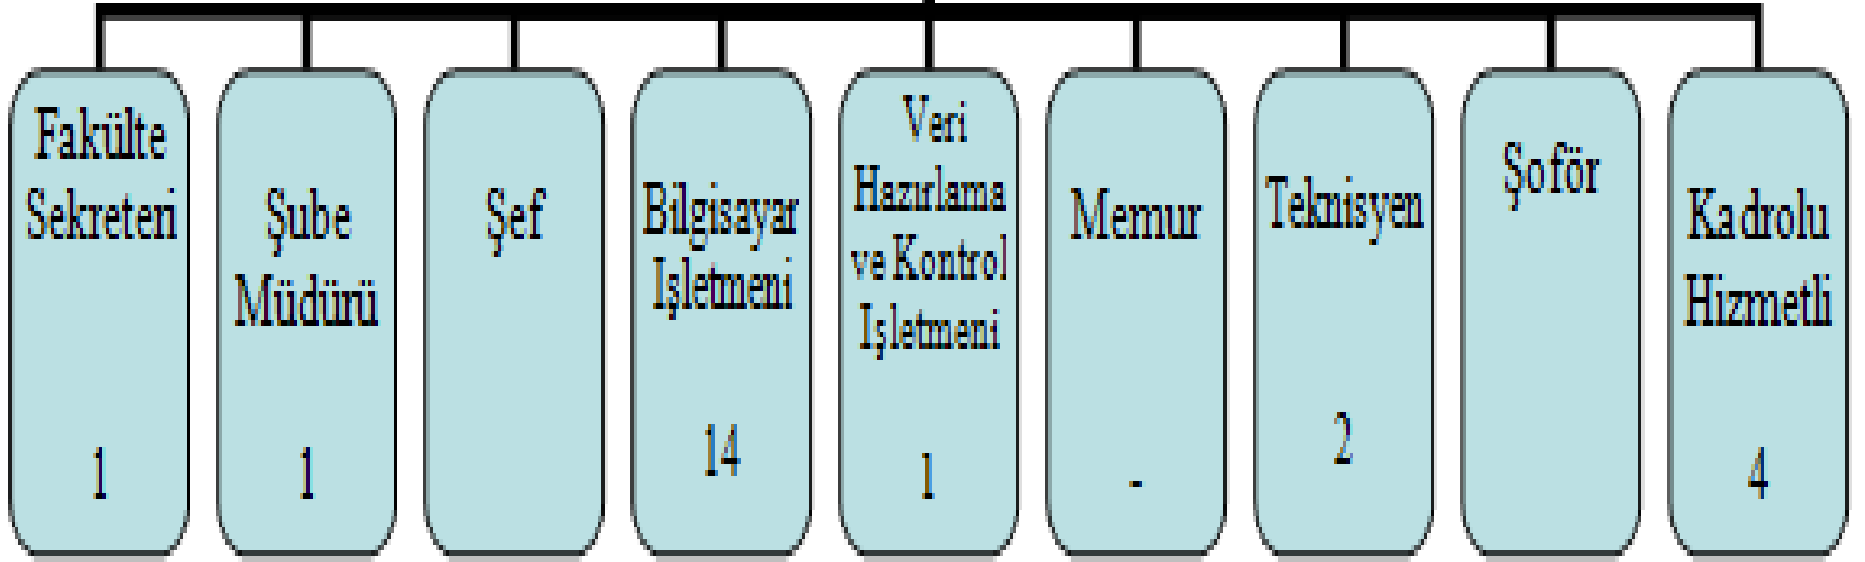 Fakülte
Sekreteri
1
Şube
Müdürü
1
Şef
Bilgisayar
İşletmeni
14
Veri
Hazırlama
ve Kontrol
İşletmeni
1
Memur
-
Teknisyen
2
Şoför
Kadrolu
Hizmetli
4